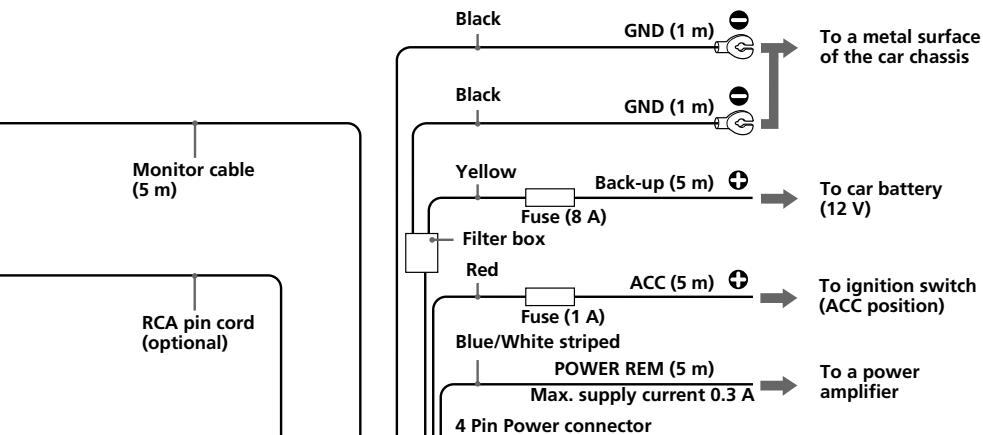 Black
GND (1 m)
To a metal surface
of the car chassis
Black
GND (1 m)
Monitor cable
(5 m)
Yellow
Back-up (5 m)
Fuse (8 A)
To car battery
(12 V)
Filter box
Red
ACC (5 m)
Fuse (1 A)
To ignition switch
(ACC position)
RCA pin cord
(optional)
Blue/White striped
POWER REM (5 m)
Max. supply current 0.3 A
To a power
amplifier
4 Pin Power connector